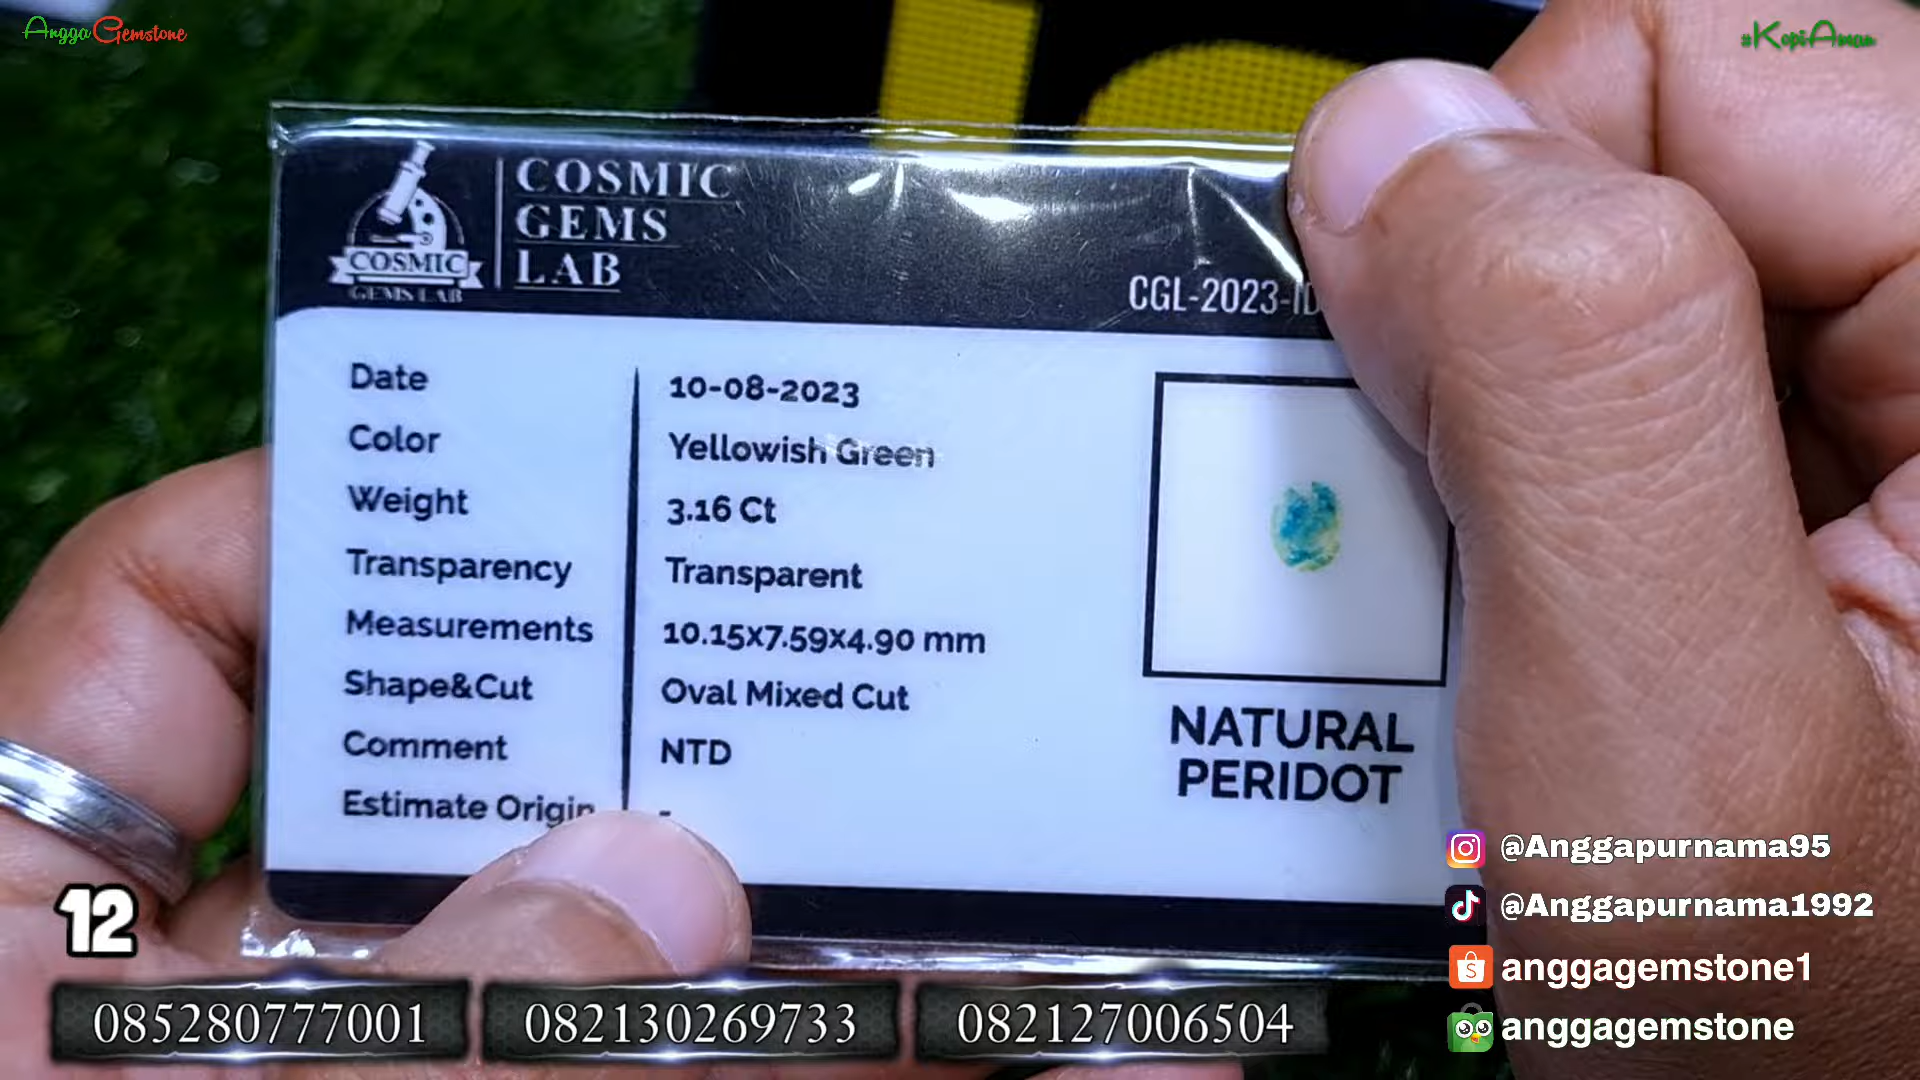 Angga Gemstone
#KopiAman
COSMIC
GEMS
LAB
COSMIC
GEMS LAB
CGL-2023-ID
Date 10-08-2023
Color Yellowish Green
Weight 3.16 Ct
Transparency Transparent
Measurements 10.15x7.59x4.90 mm
Shape&Cut Oval Mixed Cut
Comment NTD
Estimate Origin -
NATURAL
PERIDOT
@Anggapurnama95
@Anggapurnama1992
anggagemstone1
anggagemstone
12
085280777001 082130269733 082127006504